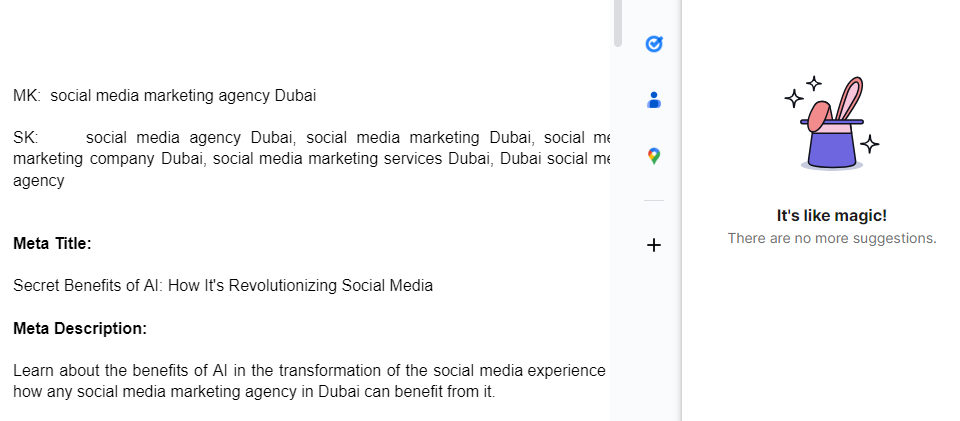 MK: social media marketing agency Dubai
SK: social media agency Dubai, social media marketing Dubai, social me
marketing company Dubai, social media marketing services Dubai, Dubai social me
agency
Meta Title:
Secret Benefits of AI: How It's Revolutionizing Social Media
Meta Description:
Learn about the benefits of AI in the transformation of the social media experience
how any social media marketing agency in Dubai can benefit from it.
It's like magic!
There are no more suggestions.